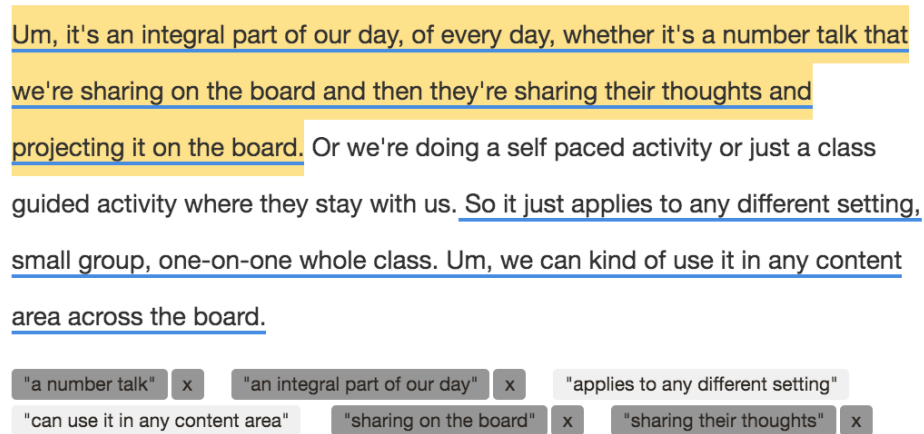 Um, it's an integral part of our day, of every day, whether it's a number talk that
we're sharing on the board and then they're sharing their thoughts and
projecting it on the board. Or we're doing a self paced activity or just a class
guided activity where they stay with us. So it just applies to any different setting,
small group, one-on-one whole class. Um, we can kind of use it in any content
area across the board.
"a number talk" x "an integral part of our day" x "applies to any different setting"
"can use it in any content area" "sharing on the board" x "sharing their thoughts" x